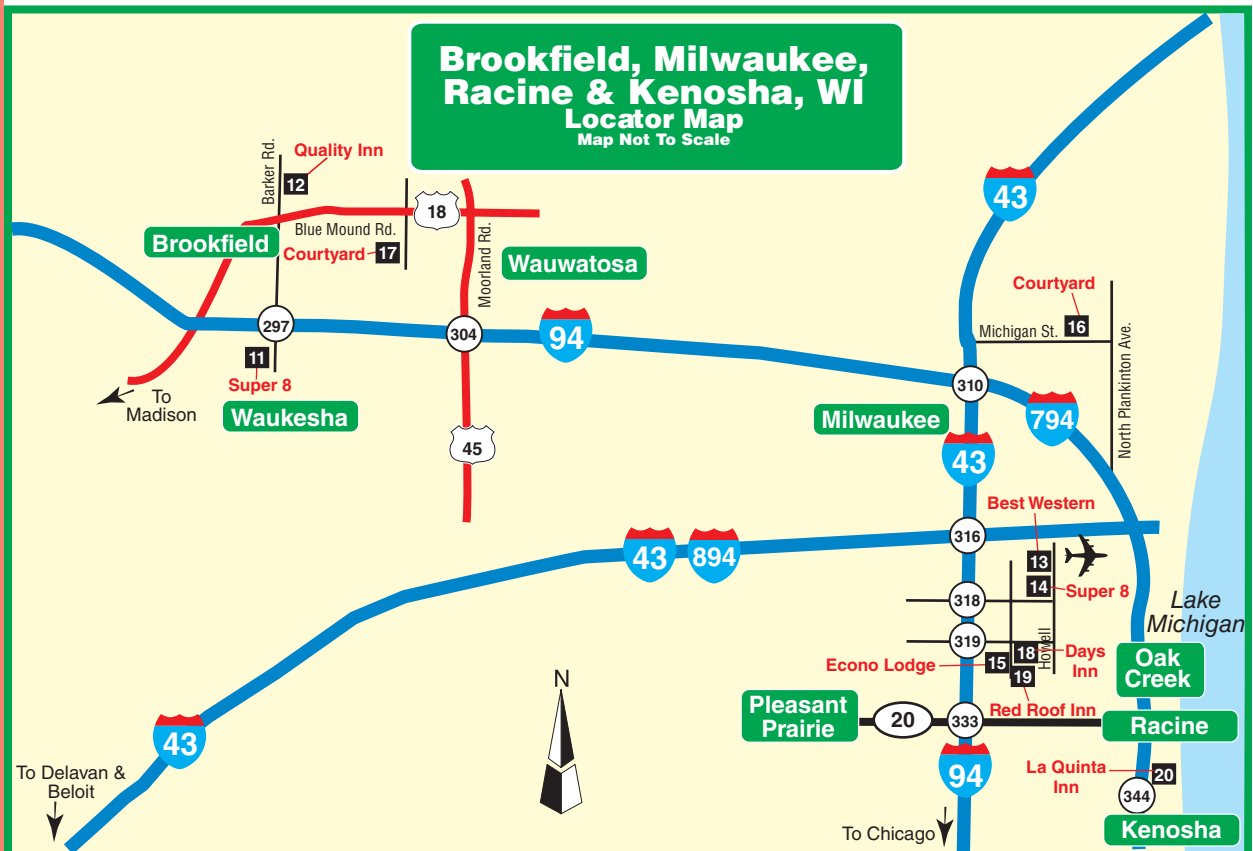 Brookfield, Milwaukee,
Racine & Kenosha, WI
Locator Map
Map Not To Scale
43
Barker Rd.
Quality Inn
12
18
Blue Mound Rd.
Brookfield
Courtyard
17
Moorland Rd.
Wauwatosa
Courtyard
16
Michigan St.
North Plankinton Ave.
297
304
94
11
Super 8
To
Madison
Waukesha
310
Milwaukee
794
43
45
Best Western
316
43
894
13
14
Super 8
318
Lake
Michigan
319
Howell
Econo Lodge
15
18
Days
Inn
19
Red Roof Inn
Oak
Creek
Pleasant
Prairie
20
333
Racine
N
43
94
To Delavan &
Beloit
La Quinta
Inn
20
344
To Chicago
Kenosha